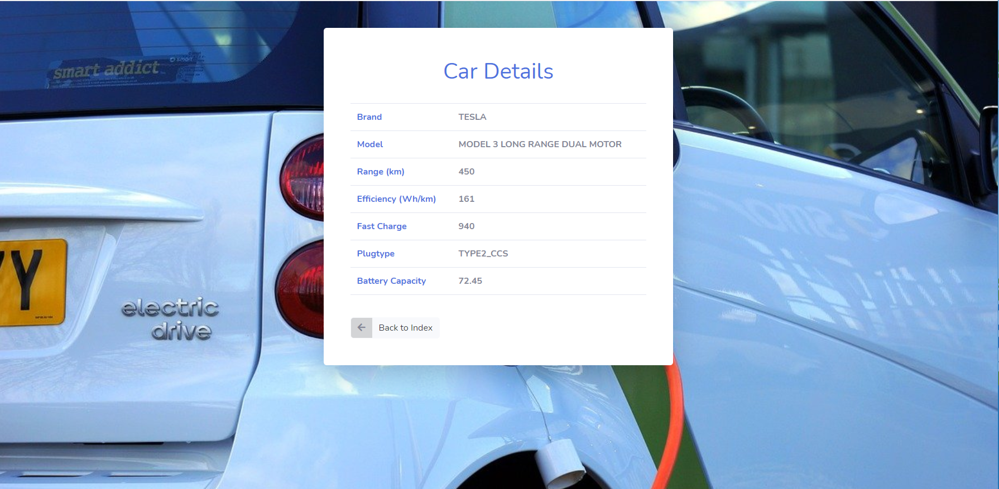 smart addict
smart
Car Details
Brand TESLA
Model MODEL 3 LONG RANGE DUAL MOTOR
Range (km) 450
Efficiency (Wh/km) 161
Fast Charge 940
Plugtype TYPE2_CCS
Battery Capacity 72.45
Back to Index
Y
electric
drive